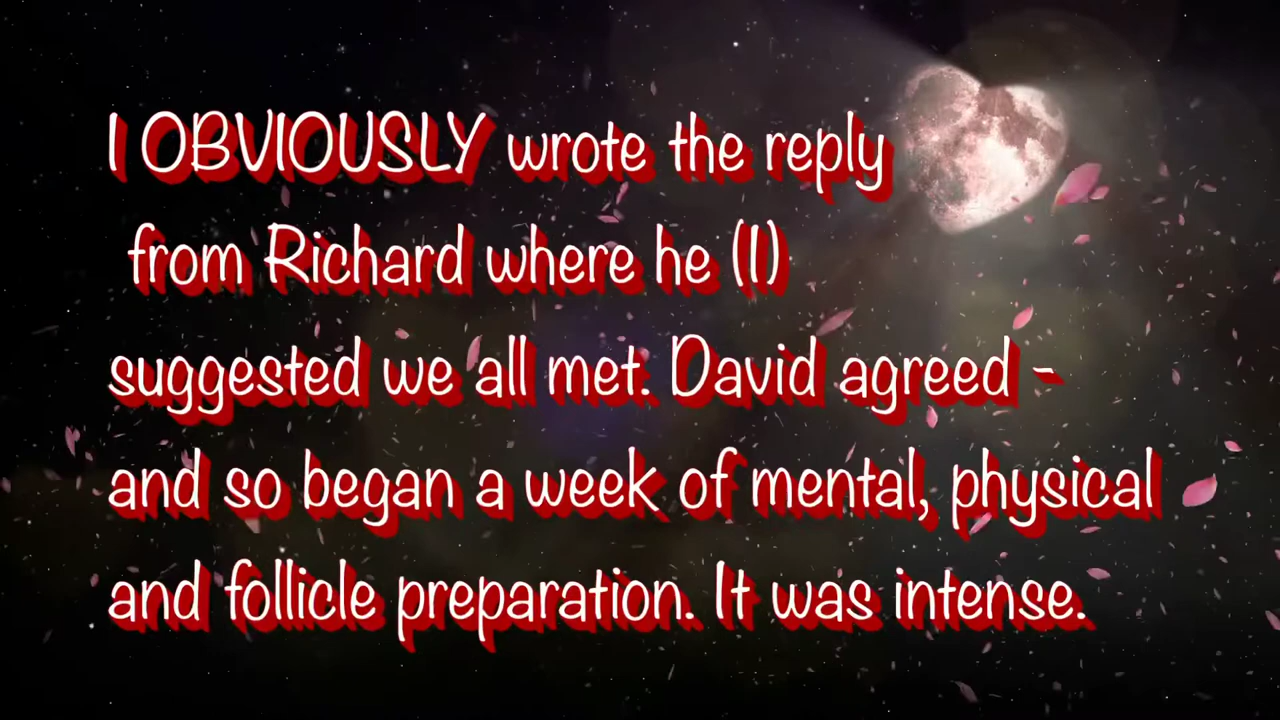 I OBVIOUSLY wrote the reply
from Richard where he (I)
suggested we all met. David agreed -
and so began a week of mental, physical
and follicle preparation. It was intense.